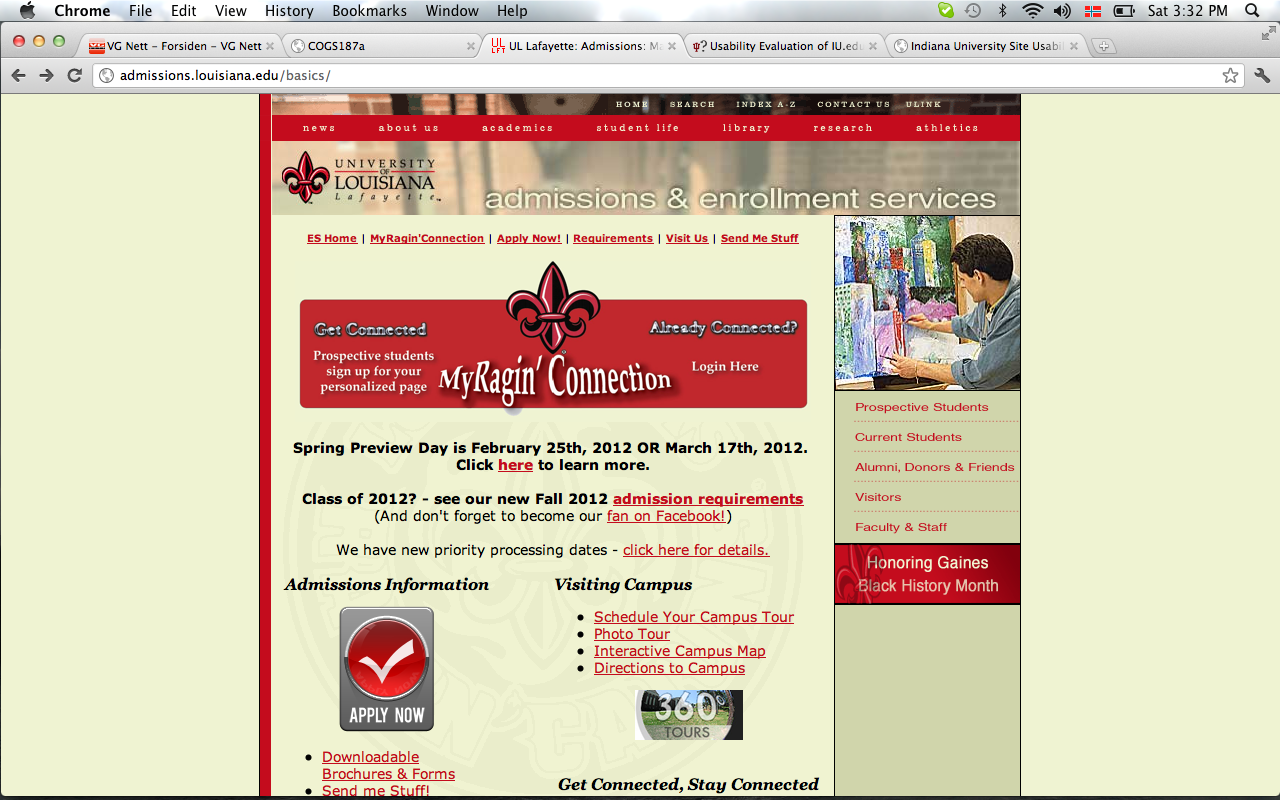 Chrome File Edit View History Bookmarks Window Help Sat 3:32 PM
VG Nett – Forsiden – VG Nett
COGS187a
UL Lafayette: Admissions:
Usability Evaluation of IU.edu
Indiana University Site Usabil
admissions.louisiana.edu/basics/
HOME SEARCH INDEX A-Z CONTACT US ULINK
news about us academics student life library research athletics
UNIVERSITY
OF
LOUISIANA
Lafayette
admissions & enrollment services
ES Home | MyRagin'Connection | Apply Now! | Requirements | Visit Us | Send Me Stuff
Get Connected
Prospective students
sign up for your
personalized page
MyRagin' Connection
Already Connected?
Login Here
Spring Preview Day is February 25th, 2012 OR March 17th, 2012.
Click here to learn more.
Class of 2012? - see our new Fall 2012 admission requirements
(And don't forget to become our fan on Facebook!)
We have new priority processing dates - click here for details.
Admissions Information
APPLY NOW
Downloadable
Brochures & Forms
Send me Stuff!
Visiting Campus
Schedule Your Campus Tour
Photo Tour
Interactive Campus Map
Directions to Campus
360°
TOURS
Get Connected, Stay Connected
Prospective Students
Current Students
Alumni, Donors & Friends
Visitors
Faculty & Staff
Honoring Gaines
Black History Month